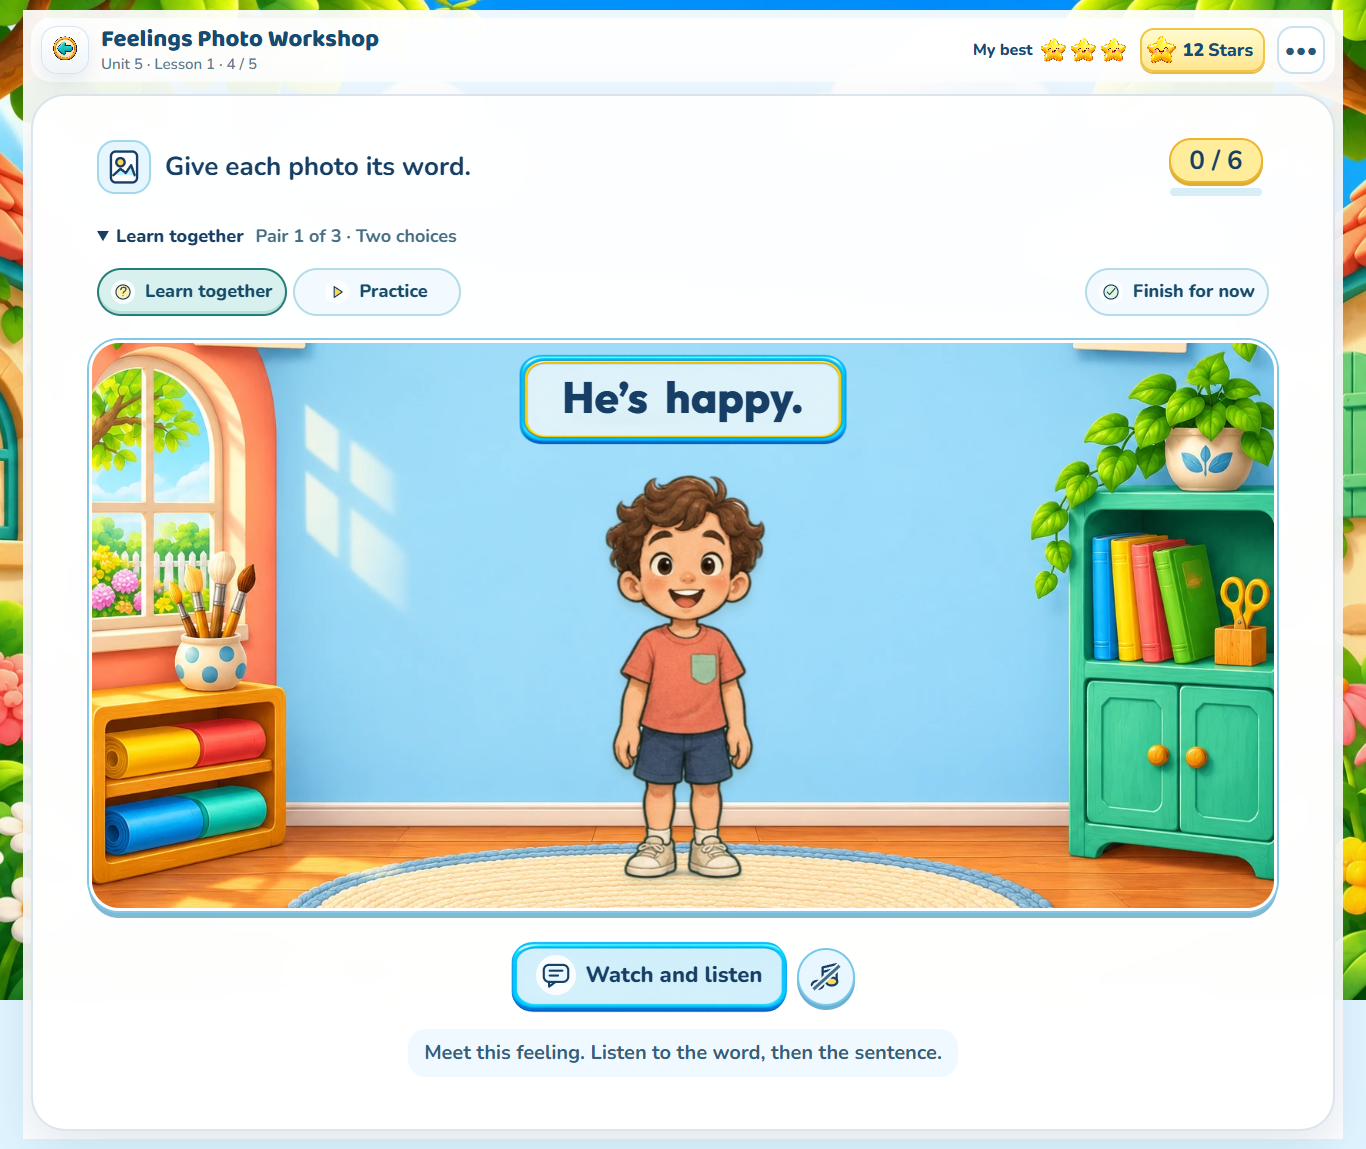 Feelings Photo Workshop
Unit 5 · Lesson 1 · 4 / 5
My best
12 Stars
Give each photo its word.
0 / 6
▼ Learn together Pair 1 of 3 · Two choices
Learn together
Practice
Finish for now
He’s happy.
Watch and listen
Meet this feeling. Listen to the word, then the sentence.